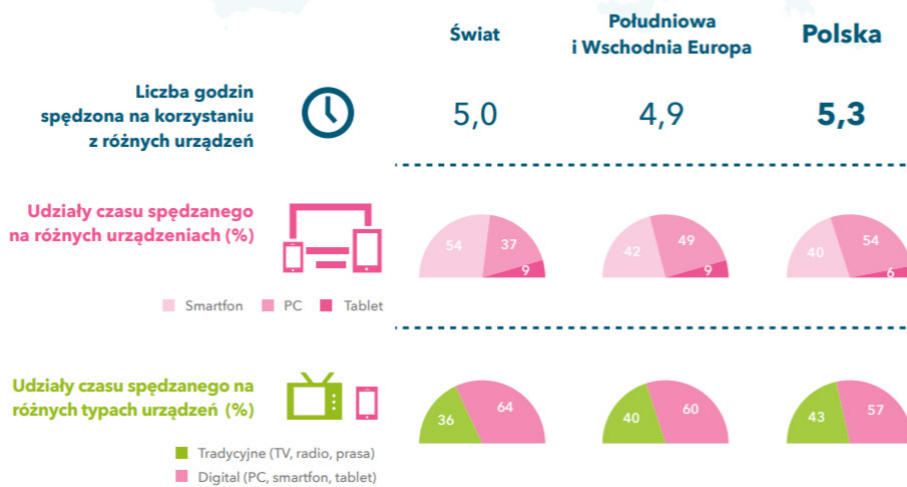 Świat
Południowa
i Wschodnia Europa
Polska
Liczba godzin
spędzona na korzystaniu
z różnych urządzeń
5,0
4,9
5,3
Udziały czasu spędzanego
na różnych urządzeniach (%)
54
37
9
42
49
9
40
54
6
Smartfon
PC
Tablet
Udziały czasu spędzanego na
różnych typach urządzeń (%)
36
64
40
60
43
57
Tradycyjne (TV, radio, prasa)
Digital (PC, smartfon, tablet)